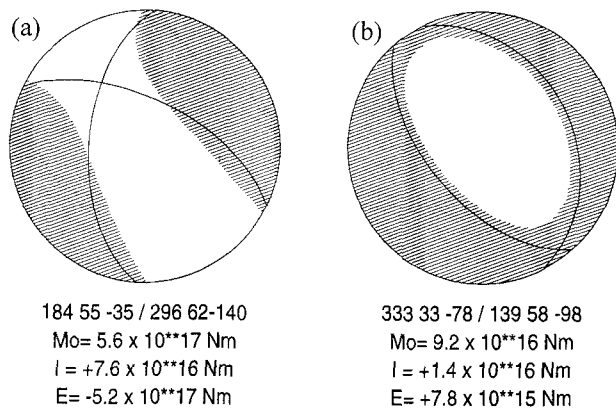 (a)
(b)
184 55 -35 / 296 62-140
Mo= 5.6 x 10**17 Nm
I = +7.6 x 10**16 Nm
E= -5.2 x 10**17 Nm
333 33 -78 / 139 58 -98
Mo= 9.2 x 10**16 Nm
I = +1.4 x 10**16 Nm
E= +7.8 x 10**15 Nm